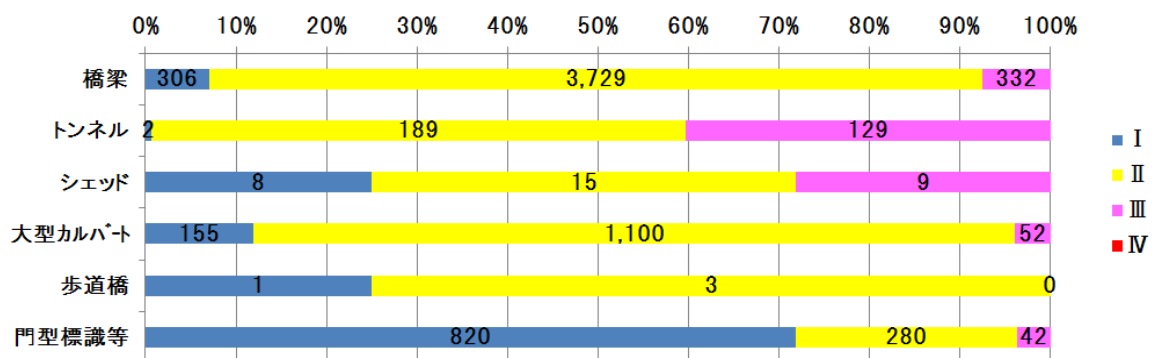 0% 10% 20% 30% 40% 50% 60% 70% 80% 90% 100%
橋梁 306 3,729 332
トンネル 2 189 129
シェッド 8 15 9
大型ｶﾙﾊﾞｰﾄ 155 1,100 52
歩道橋 1 3 0
門型標識等 820 280 42
Ⅰ
Ⅱ
Ⅲ
Ⅳ